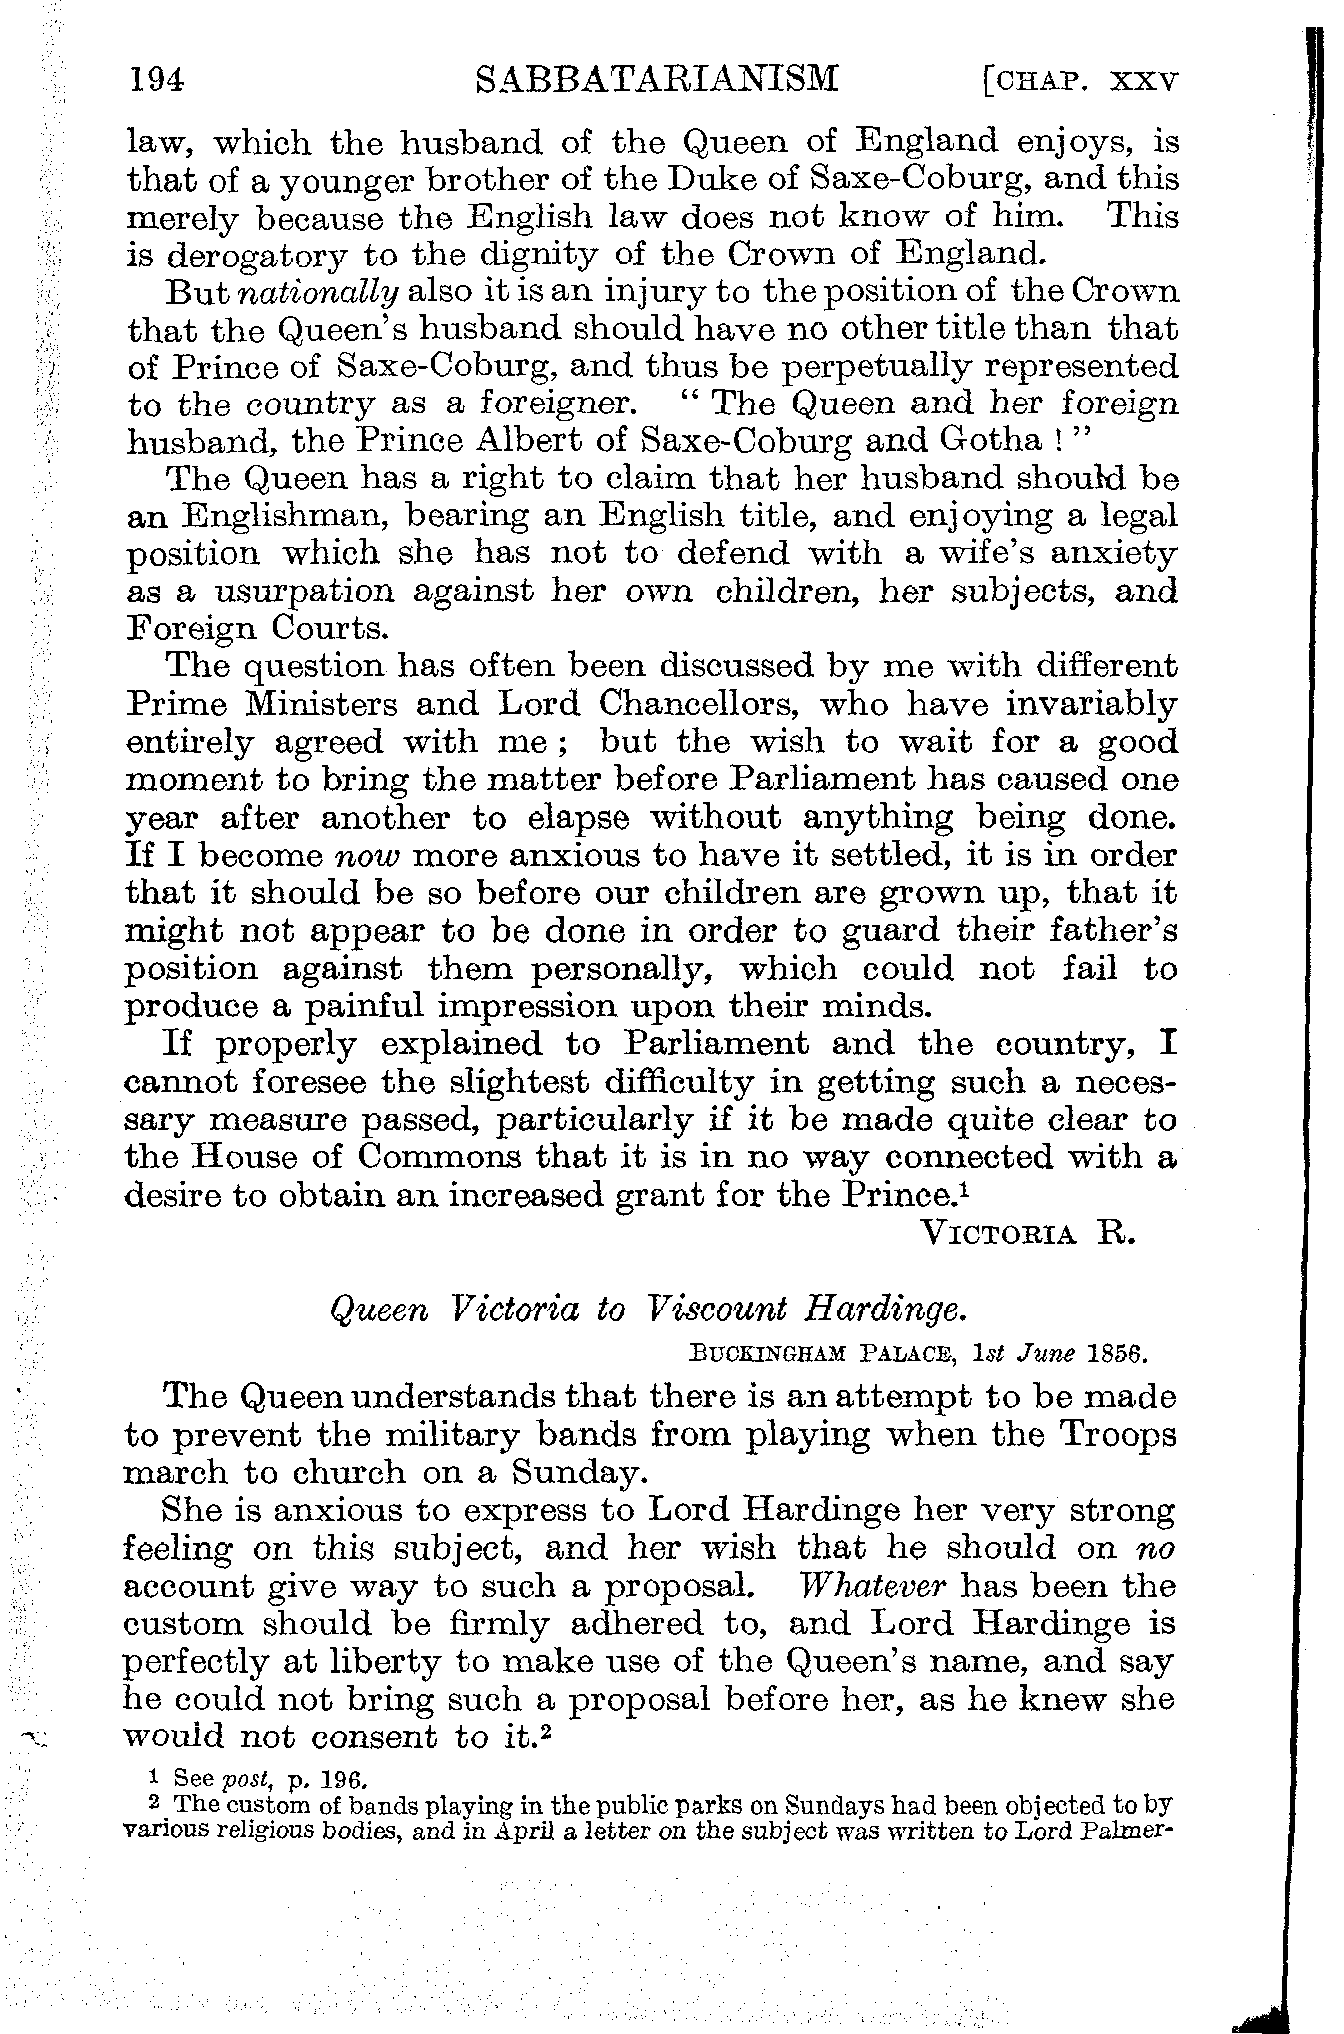 194 SABBATARIANISM [CHAP. XXV
law, which the husband of the Queen of England enjoys, is
that of a younger brother of the Duke of Saxe-Coburg, and this
merely because the English law does not know of him. This
is derogatory to the dignity of the Crown of England.
But nationally also it is an injury to the position of the Crown
that the Queen's husband should have no other title than that
of Prince of Saxe-Coburg, and thus be perpetually represented
to the country as a foreigner. “ The Queen and her foreign
husband, the Prince Albert of Saxe-Coburg and Gotha ! ”
The Queen has a right to claim that her husband should be
an Englishman, bearing an English title, and enjoying a legal
position which she has not to defend with a wife's anxiety
as a usurpation against her own children, her subjects, and
Foreign Courts.
The question has often been discussed by me with different
Prime Ministers and Lord Chancellors, who have invariably
entirely agreed with me ; but the wish to wait for a good
moment to bring the matter before Parliament has caused one
year after another to elapse without anything being done.
If I become now more anxious to have it settled, it is in order
that it should be so before our children are grown up, that it
might not appear to be done in order to guard their father's
position against them personally, which could not fail to
produce a painful impression upon their minds.
If properly explained to Parliament and the country, I
cannot foresee the slightest difficulty in getting such a neces-
sary measure passed, particularly if it be made quite clear to
the House of Commons that it is in no way connected with a
desire to obtain an increased grant for the Prince.¹
VICTORIA R.
Queen Victoria to Viscount Hardinge.
BUCKINGHAM PALACE, 1st June 1856.
The Queen understands that there is an attempt to be made
to prevent the military bands from playing when the Troops
march to church on a Sunday.
She is anxious to express to Lord Hardinge her very strong
feeling on this subject, and her wish that he should on no
account give way to such a proposal. Whatever has been the
custom should be firmly adhered to, and Lord Hardinge is
perfectly at liberty to make use of the Queen's name, and say
he could not bring such a proposal before her, as he knew she
would not consent to it.²
1 See post, p. 196.
2 The custom of bands playing in the public parks on Sundays had been objected to by
various religious bodies, and in April a letter on the subject was written to Lord Palmer-